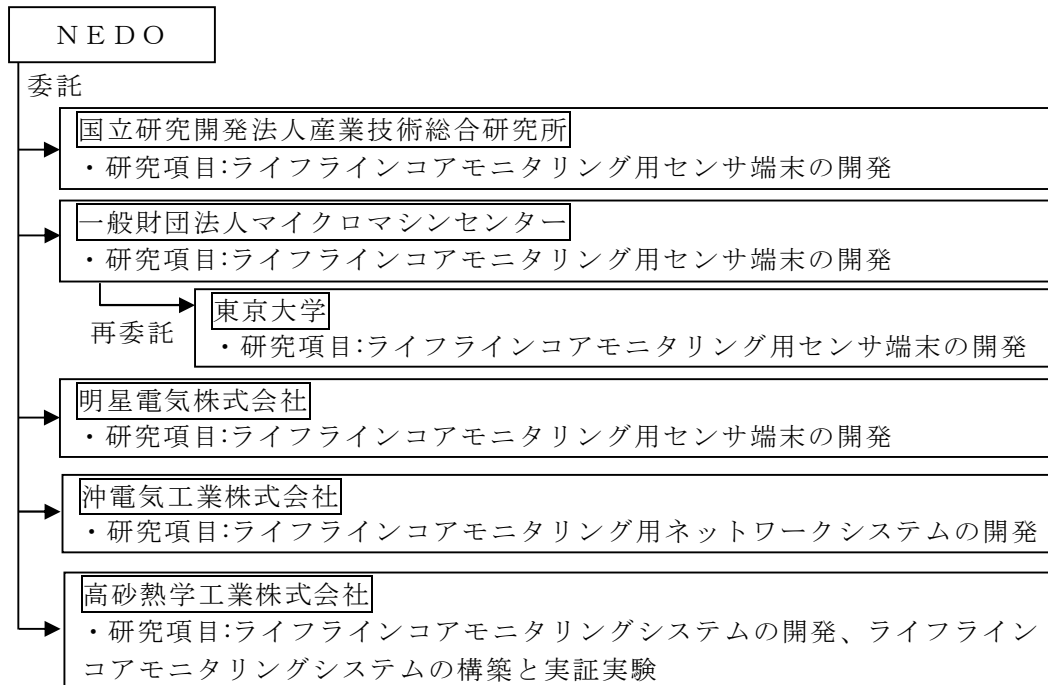 ＮＥＤＯ
委託
国立研究開発法人産業技術総合研究所
・研究項目:ライフラインコアモニタリング用センサ端末の開発
一般財団法人マイクロマシンセンター
・研究項目:ライフラインコアモニタリング用センサ端末の開発
再委託
東京大学
・研究項目:ライフラインコアモニタリング用センサ端末の開発
明星電気株式会社
・研究項目:ライフラインコアモニタリング用センサ端末の開発
沖電気工業株式会社
・研究項目:ライフラインコアモニタリング用ネットワークシステムの開発
高砂熱学工業株式会社
・研究項目:ライフラインコアモニタリングシステムの開発、ライフライン
コアモニタリングシステムの構築と実証実験